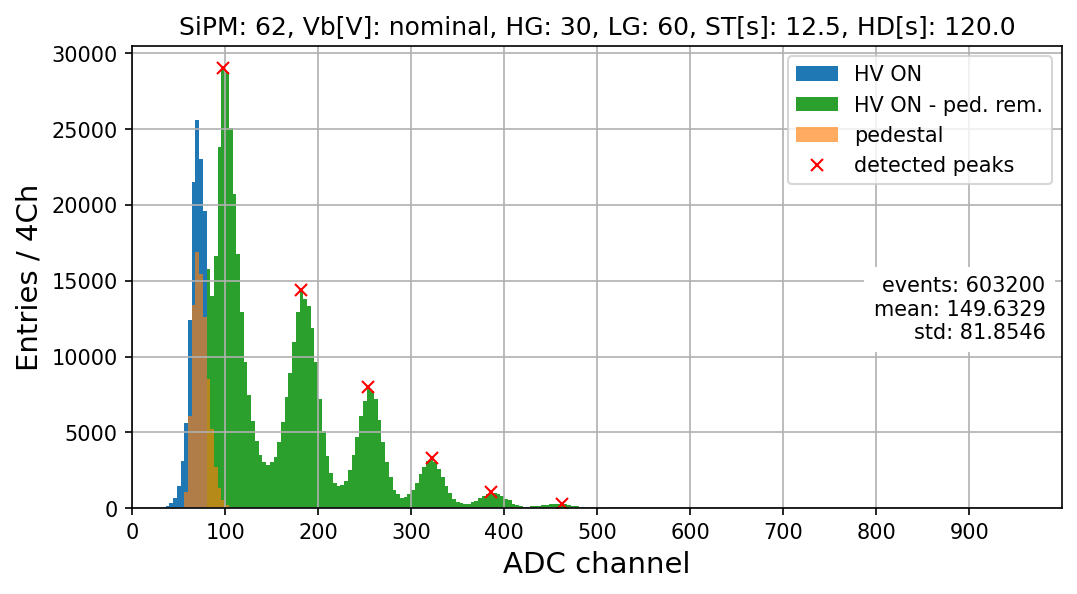 SiPM: 62, Vb[V]: nominal, HG: 30, LG: 60, ST[s]: 12.5, HD[s]: 120.0
30000
25000
20000
15000
10000
5000
0
Entries / 4Ch
HV ON
HV ON - ped. rem.
pedestal
detected peaks
events: 603200
mean: 149.6329
std: 81.8546
0 100 200 300 400 500 600 700 800 900
ADC channel